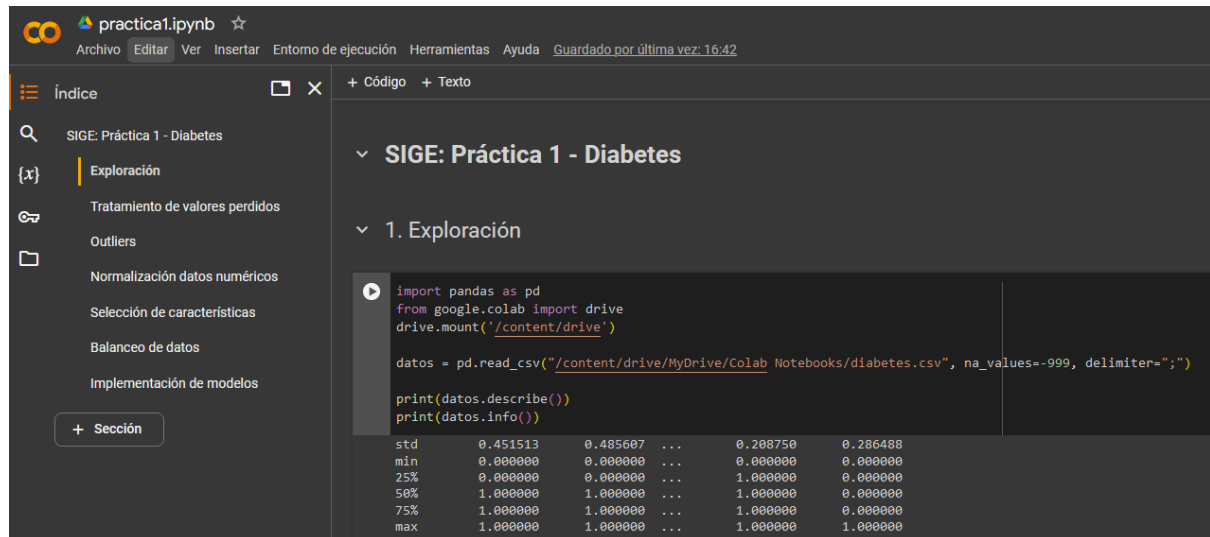 CO practica1.ipynb
Archivo Editar Ver Insertar Entorno de ejecución Herramientas Ayuda Guardado por última vez: 16:42
Índice
SIGE: Práctica 1 - Diabetes
Exploración
Tratamiento de valores perdidos
Outliers
Normalización datos numéricos
Selección de características
Balanceo de datos
Implementación de modelos
+ Sección
{x}
+ Código + Texto
SIGE: Práctica 1 - Diabetes
1. Exploración
import pandas as pd
from google.colab import drive
drive.mount('/content/drive')
datos = pd.read_csv("/content/drive/MyDrive/Colab Notebooks/diabetes.csv", na_values=-999, delimiter=";")
print(datos.describe())
print(datos.info())
std 0.451513 0.485607 ... 0.208750 0.286488
min 0.000000 0.000000 ... 0.000000 0.000000
25% 0.000000 0.000000 ... 1.000000 0.000000
50% 1.000000 1.000000 ... 1.000000 0.000000
75% 1.000000 1.000000 ... 1.000000 0.000000
max 1.000000 1.000000 ... 1.000000 1.000000